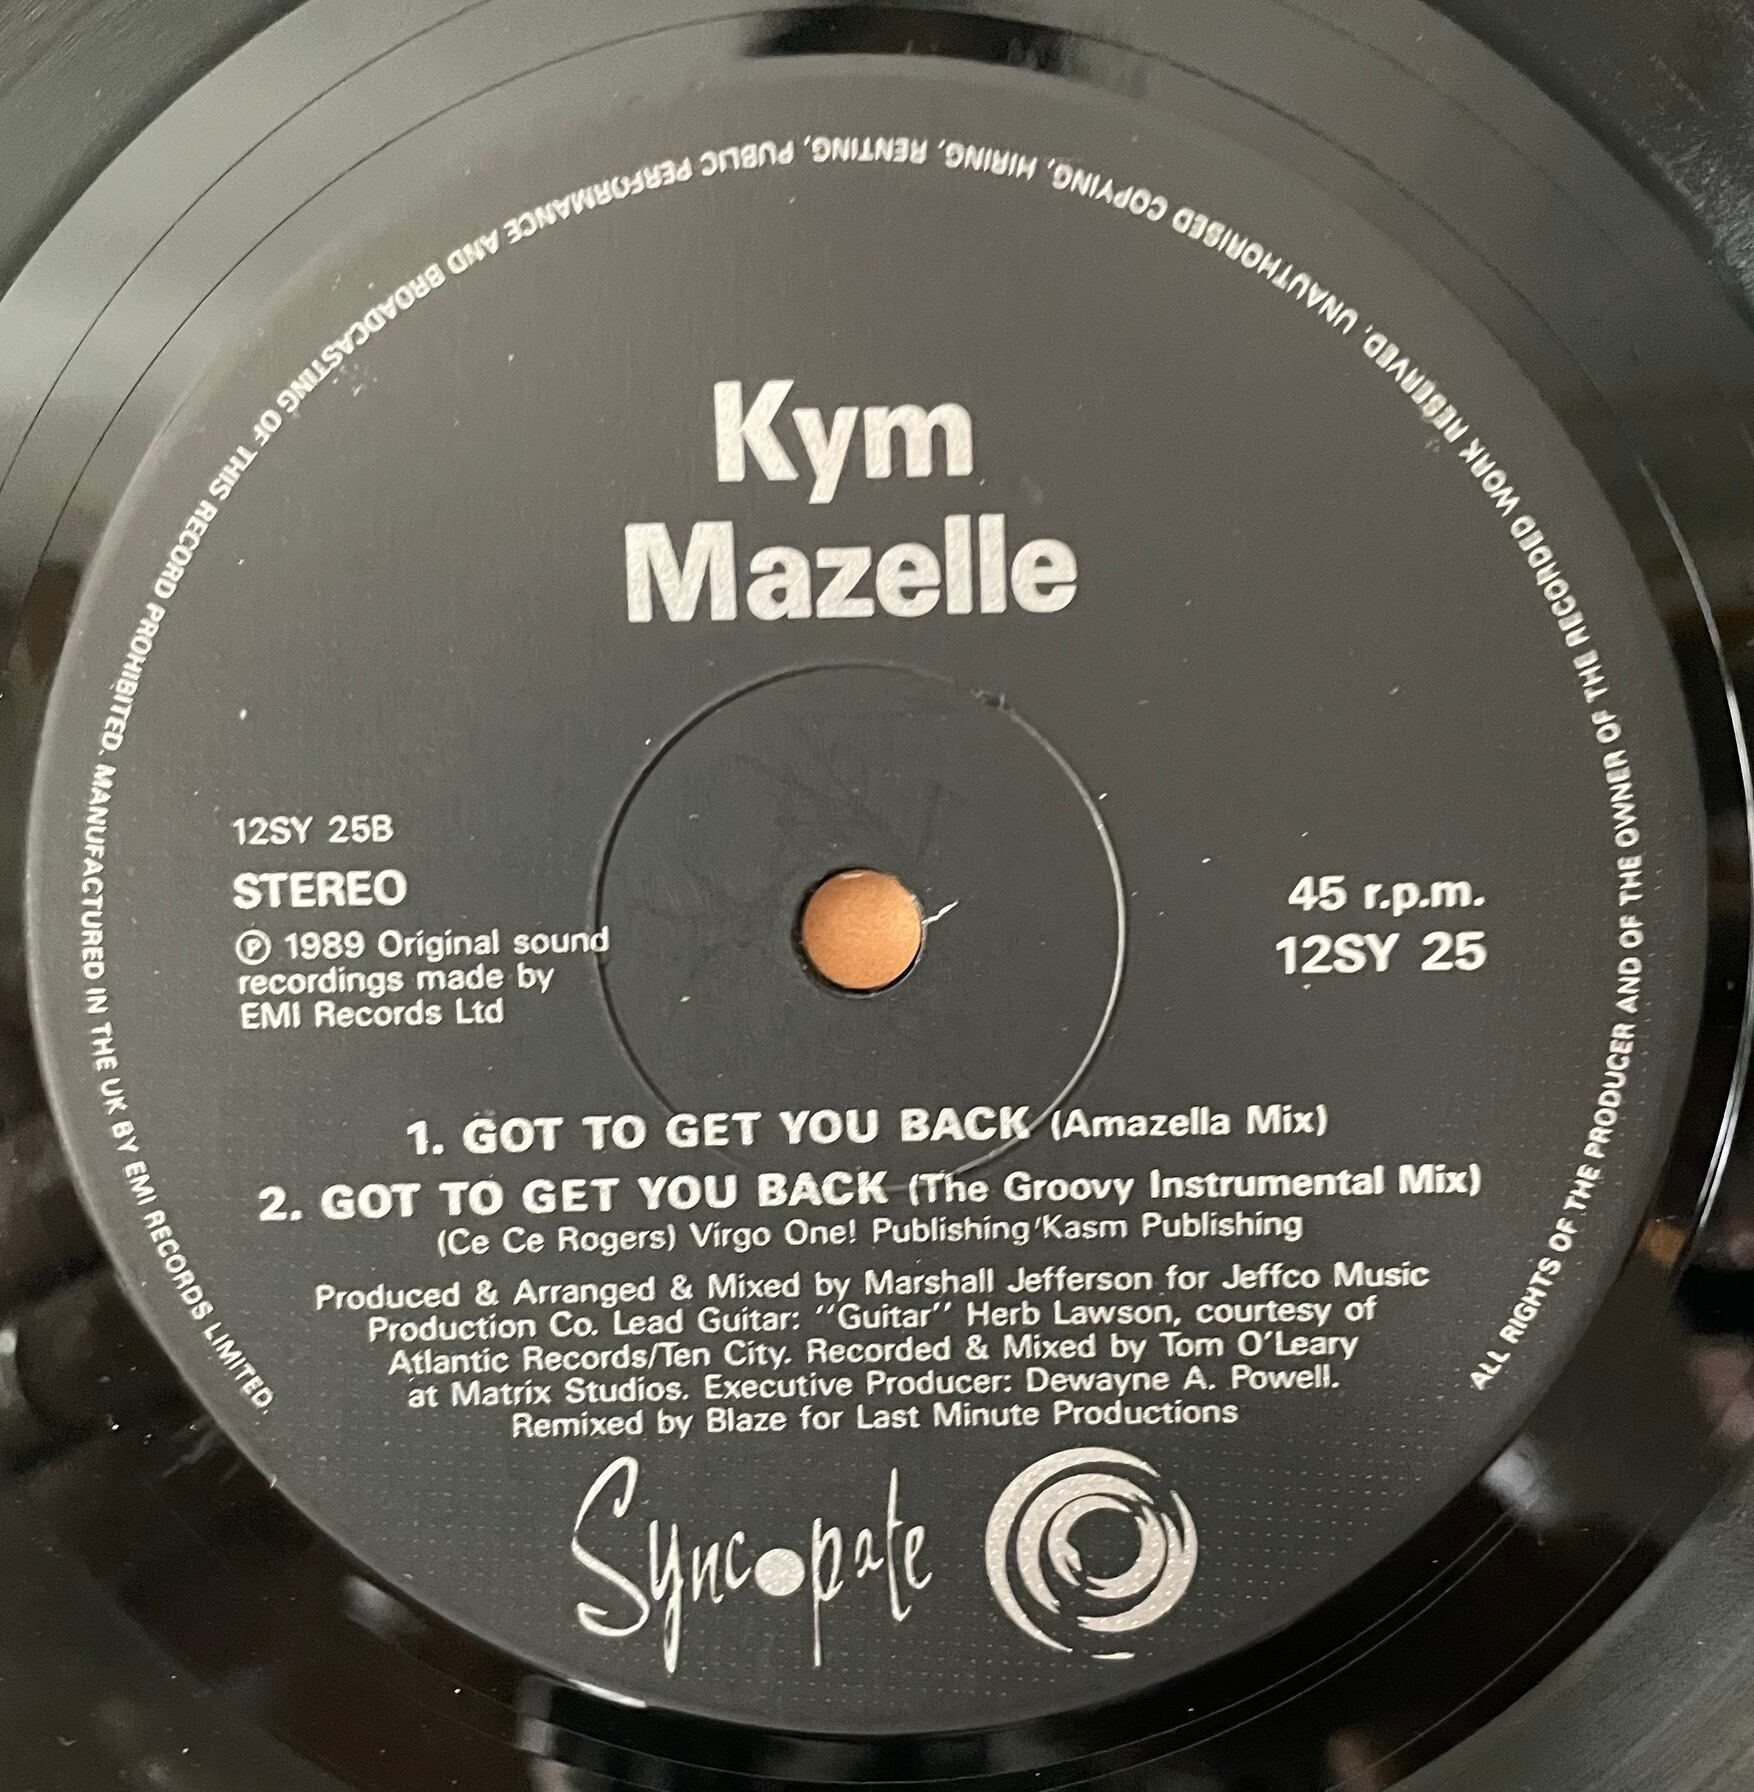 Kym
Mazelle
12SY 25B
STEREO
Ⓟ 1989 Original sound
recordings made by
EMI Records Ltd
45 r.p.m.
12SY 25
1. GOT TO GET YOU BACK (Amazella Mix)
2. GOT TO GET YOU BACK (The Groovy Instrumental Mix)
(Ce Ce Rogers) Virgo One! Publishing'Kasm Publishing
Produced & Arranged & Mixed by Marshall Jefferson for Jeffco Music
Production Co. Lead Guitar: "Guitar" Herb Lawson, courtesy of
Atlantic Records/Ten City. Recorded & Mixed by Tom O'Leary
at Matrix Studios. Executive Producer: Dewayne A. Powell.
Remixed by Blaze for Last Minute Productions
Syncopate
ALL RIGHTS OF THE PRODUCER AND OF THE OWNER OF THE RECORDED WORK RESERVED. UNAUTHORISED COPYING, HIRING, RENTING, PUBLIC PERFORMANCE AND BROADCASTING OF THIS RECORD PROHIBITED. MANUFACTURED IN THE UK BY EMI RECORDS LIMITED.